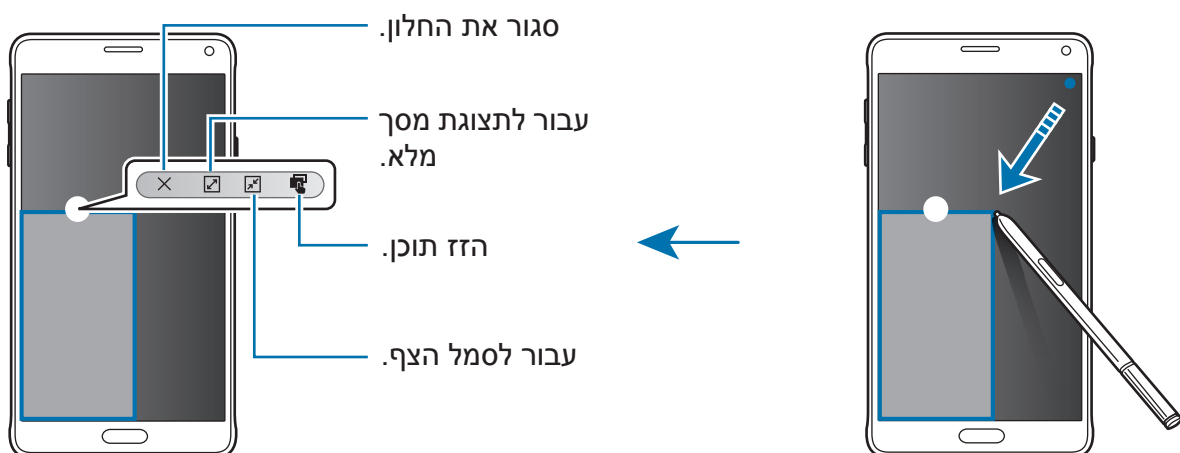 סגור את החלון.
עבור לתצוגת מסך
מלא.
הזז תוכן.
עבור לסמל הצף.